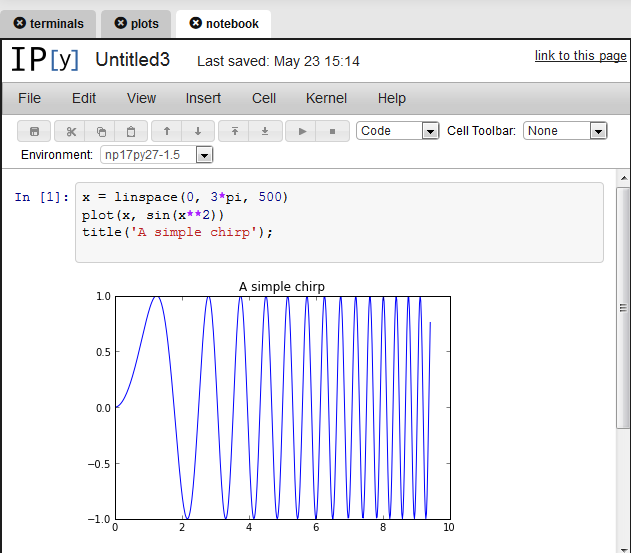 terminals plots notebook
IP[y] Untitled3 Last saved: May 23 15:14 link to this page
File Edit View Insert Cell Kernel Help
Code Cell Toolbar: None
Environment: np17py27-1.5
In [1]: x = linspace(0, 3*pi, 500)
plot(x, sin(x**2))
title('A simple chirp');
A simple chirp
1.0
0.5
0.0
−0.5
−1.0
0 2 4 6 8 10